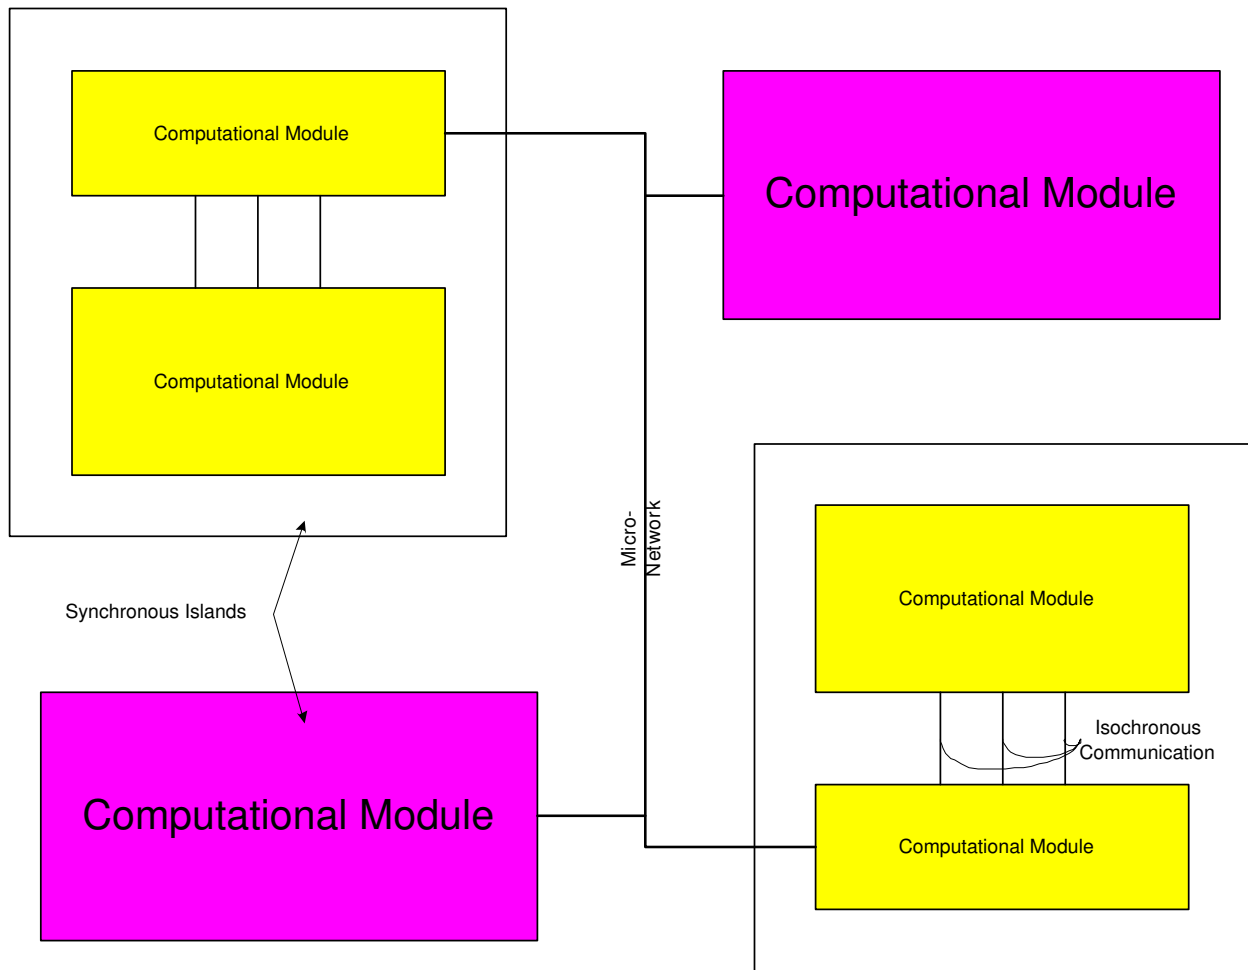 Computational Module
Computational Module
Computational Module
Micro-
Network
Synchronous Islands
Computational Module
Isochronous
Communication
Computational Module
Computational Module